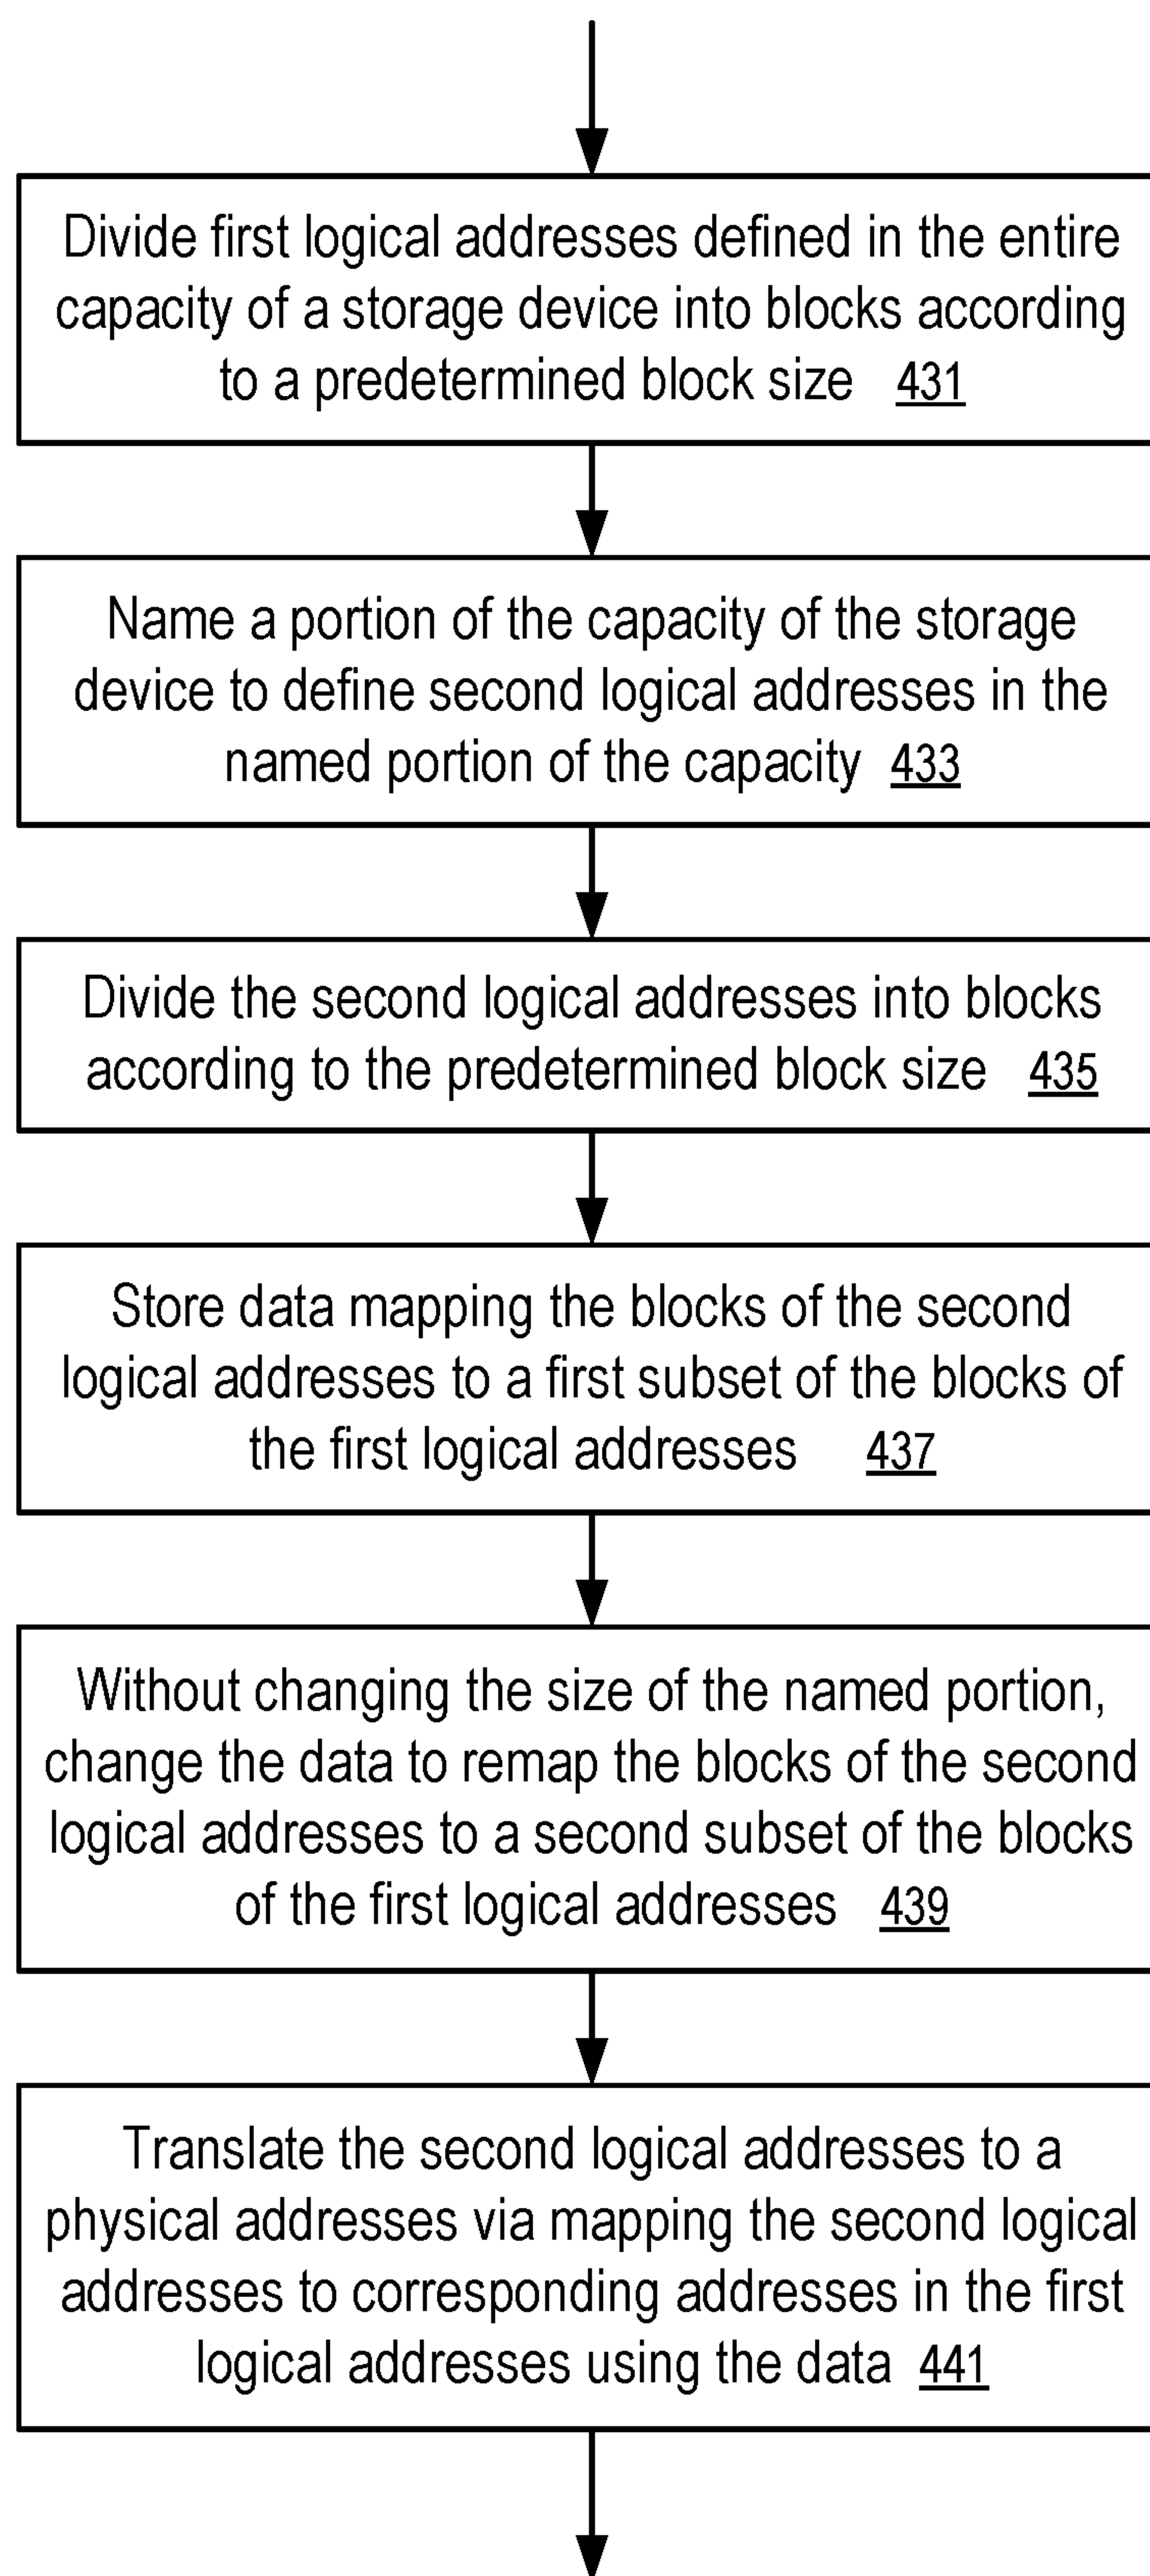 Divide first logical addresses defined in the entire
capacity of a storage device into blocks according
to a predetermined block size 431
Name a portion of the capacity of the storage
device to define second logical addresses in the
named portion of the capacity 433
Divide the second logical addresses into blocks
according to the predetermined block size 435
Store data mapping the blocks of the second
logical addresses to a first subset of the blocks of
the first logical addresses 437
Without changing the size of the named portion,
change the data to remap the blocks of the second
logical addresses to a second subset of the blocks
of the first logical addresses 439
Translate the second logical addresses to a
physical addresses via mapping the second logical
addresses to corresponding addresses in the first
logical addresses using the data 441